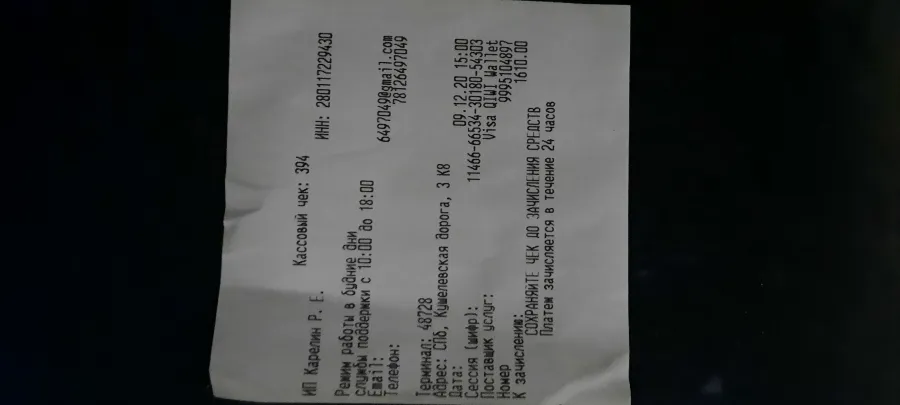 ИП Карелин Р. Е. Кассовый чек: 394
ИНН: 280117229430
Режим работы в будние дни
службы поддержки с 10:00 до 18:00
Email: 6497049@gmail.com
Телефон: 78126497049
Терминал: 48728
Адрес: СПб, Кушелевская дорога, 3 К8
Дата: 09.12.20 15:00
Сессия (шифр): 11466-66534-30180-54303
Поставщик услуг: Visa QIWI Wallet
Номер 9995104897
К зачислению: 1610.00
СОХРАНЯЙТЕ ЧЕК ДО ЗАЧИСЛЕНИЯ СРЕДСТВ
Платеж зачисляется в течение 24 часов